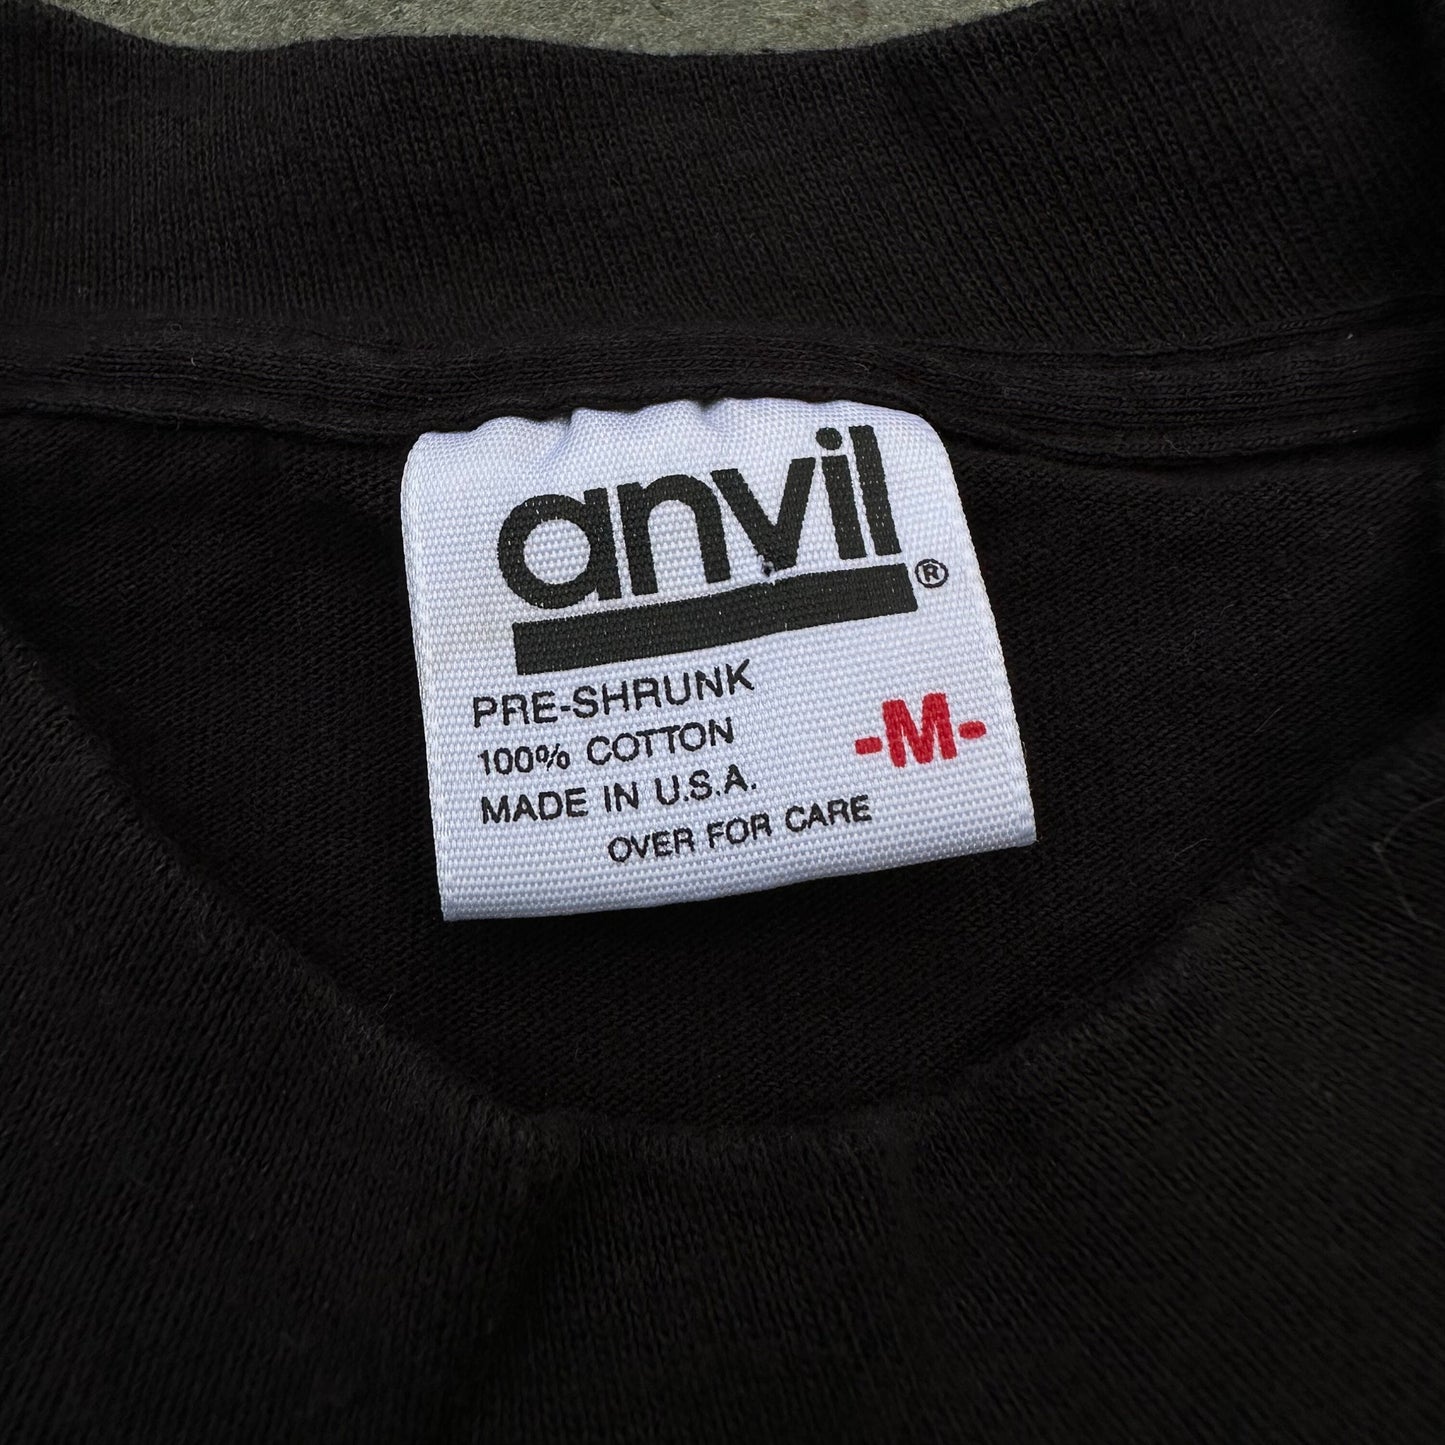 anvil®
PRE-SHRUNK
100% COTTON
MADE IN U.S.A.
-M-
OVER FOR CARE